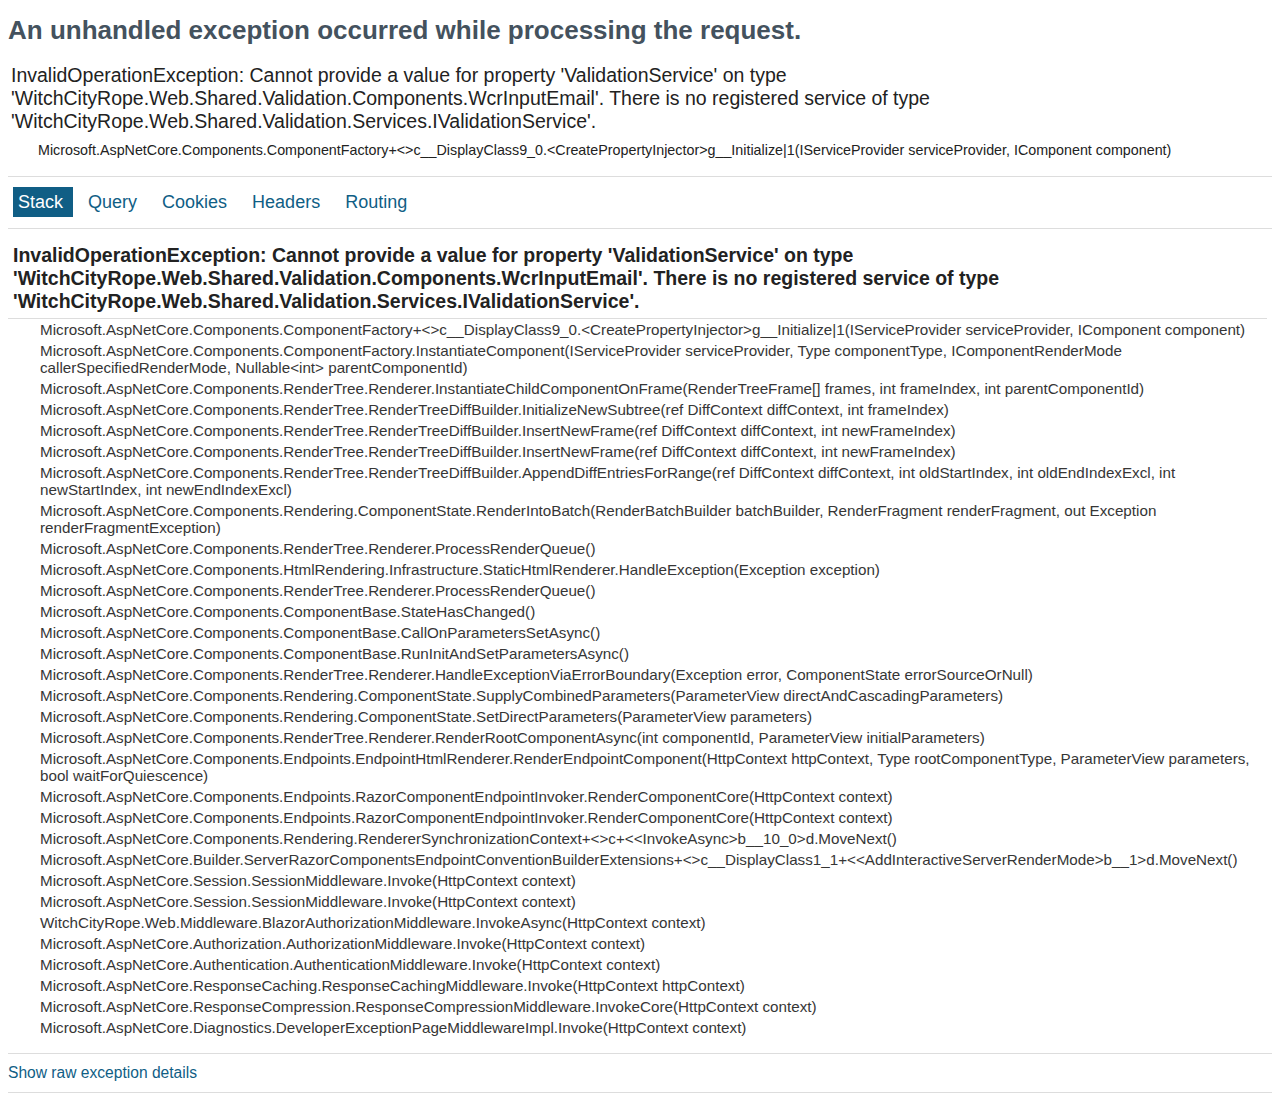 An unhandled exception occurred while processing the request.
InvalidOperationException: Cannot provide a value for property 'ValidationService' on type
'WitchCityRope.Web.Shared.Validation.Components.WcrInputEmail'. There is no registered service of type
'WitchCityRope.Web.Shared.Validation.Services.IValidationService'.
Microsoft.AspNetCore.Components.ComponentFactory+<>c__DisplayClass9_0.<CreatePropertyInjector>g__Initialize|1(IServiceProvider serviceProvider, IComponent component)
Stack Query Cookies Headers Routing
InvalidOperationException: Cannot provide a value for property 'ValidationService' on type
'WitchCityRope.Web.Shared.Validation.Components.WcrInputEmail'. There is no registered service of type
'WitchCityRope.Web.Shared.Validation.Services.IValidationService'.
Microsoft.AspNetCore.Components.ComponentFactory+<>c__DisplayClass9_0.<CreatePropertyInjector>g__Initialize|1(IServiceProvider serviceProvider, IComponent component)
Microsoft.AspNetCore.Components.ComponentFactory.InstantiateComponent(IServiceProvider serviceProvider, Type componentType, IComponentRenderMode
callerSpecifiedRenderMode, Nullable<int> parentComponentId)
Microsoft.AspNetCore.Components.RenderTree.Renderer.InstantiateChildComponentOnFrame(RenderTreeFrame[] frames, int frameIndex, int parentComponentId)
Microsoft.AspNetCore.Components.RenderTree.RenderTreeDiffBuilder.InitializeNewSubtree(ref DiffContext diffContext, int frameIndex)
Microsoft.AspNetCore.Components.RenderTree.RenderTreeDiffBuilder.InsertNewFrame(ref DiffContext diffContext, int newFrameIndex)
Microsoft.AspNetCore.Components.RenderTree.RenderTreeDiffBuilder.InsertNewFrame(ref DiffContext diffContext, int newFrameIndex)
Microsoft.AspNetCore.Components.RenderTree.RenderTreeDiffBuilder.AppendDiffEntriesForRange(ref DiffContext diffContext, int oldStartIndex, int oldEndIndexExcl, int
newStartIndex, int newEndIndexExcl)
Microsoft.AspNetCore.Components.Rendering.ComponentState.RenderIntoBatch(RenderBatchBuilder batchBuilder, RenderFragment renderFragment, out Exception
renderFragmentException)
Microsoft.AspNetCore.Components.RenderTree.Renderer.ProcessRenderQueue()
Microsoft.AspNetCore.Components.HtmlRendering.Infrastructure.StaticHtmlRenderer.HandleException(Exception exception)
Microsoft.AspNetCore.Components.RenderTree.Renderer.ProcessRenderQueue()
Microsoft.AspNetCore.Components.ComponentBase.StateHasChanged()
Microsoft.AspNetCore.Components.ComponentBase.CallOnParametersSetAsync()
Microsoft.AspNetCore.Components.ComponentBase.RunInitAndSetParametersAsync()
Microsoft.AspNetCore.Components.RenderTree.Renderer.HandleExceptionViaErrorBoundary(Exception error, ComponentState errorSourceOrNull)
Microsoft.AspNetCore.Components.Rendering.ComponentState.SupplyCombinedParameters(ParameterView directAndCascadingParameters)
Microsoft.AspNetCore.Components.Rendering.ComponentState.SetDirectParameters(ParameterView parameters)
Microsoft.AspNetCore.Components.RenderTree.Renderer.RenderRootComponentAsync(int componentId, ParameterView initialParameters)
Microsoft.AspNetCore.Components.Endpoints.EndpointHtmlRenderer.RenderEndpointComponent(HttpContext httpContext, Type rootComponentType, ParameterView parameters,
bool waitForQuiescence)
Microsoft.AspNetCore.Components.Endpoints.RazorComponentEndpointInvoker.RenderComponentCore(HttpContext context)
Microsoft.AspNetCore.Components.Endpoints.RazorComponentEndpointInvoker.RenderComponentCore(HttpContext context)
Microsoft.AspNetCore.Components.Rendering.RendererSynchronizationContext+<>c+<<InvokeAsync>b__10_0>d.MoveNext()
Microsoft.AspNetCore.Builder.ServerRazorComponentsEndpointConventionBuilderExtensions+<>c__DisplayClass1_1+<<AddInteractiveServerRenderMode>b__1>d.MoveNext()
Microsoft.AspNetCore.Session.SessionMiddleware.Invoke(HttpContext context)
Microsoft.AspNetCore.Session.SessionMiddleware.Invoke(HttpContext context)
WitchCityRope.Web.Middleware.BlazorAuthorizationMiddleware.InvokeAsync(HttpContext context)
Microsoft.AspNetCore.Authorization.AuthorizationMiddleware.Invoke(HttpContext context)
Microsoft.AspNetCore.Authentication.AuthenticationMiddleware.Invoke(HttpContext context)
Microsoft.AspNetCore.ResponseCaching.ResponseCachingMiddleware.Invoke(HttpContext httpContext)
Microsoft.AspNetCore.ResponseCompression.ResponseCompressionMiddleware.InvokeCore(HttpContext context)
Microsoft.AspNetCore.Diagnostics.DeveloperExceptionPageMiddlewareImpl.Invoke(HttpContext context)
Show raw exception details